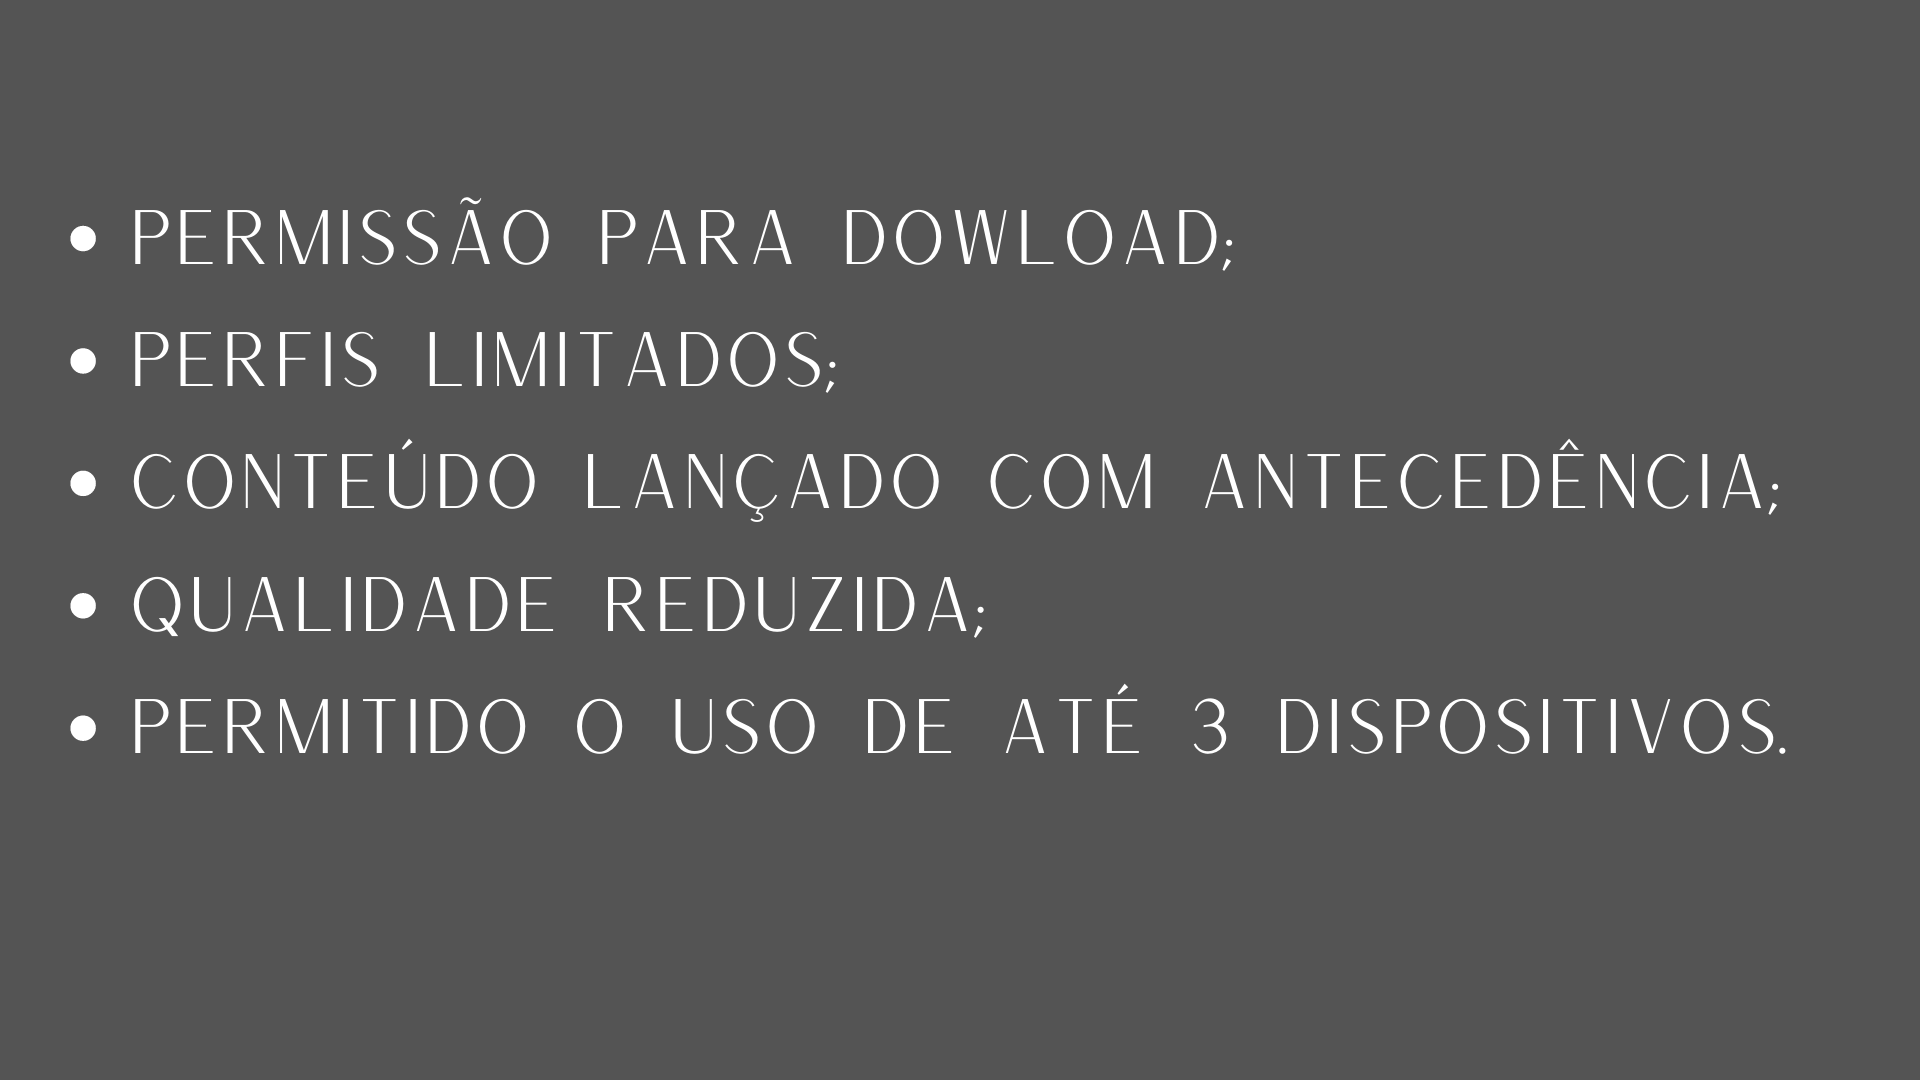 • PERMISSÃO PARA DOWLOAD;
• PERFIS LIMITADOS;
• CONTEÚDO LANÇADO COM ANTECEDÊNCIA;
• QUALIDADE REDUZIDA;
• PERMITIDO O USO DE ATÉ 3 DISPOSITIVOS.